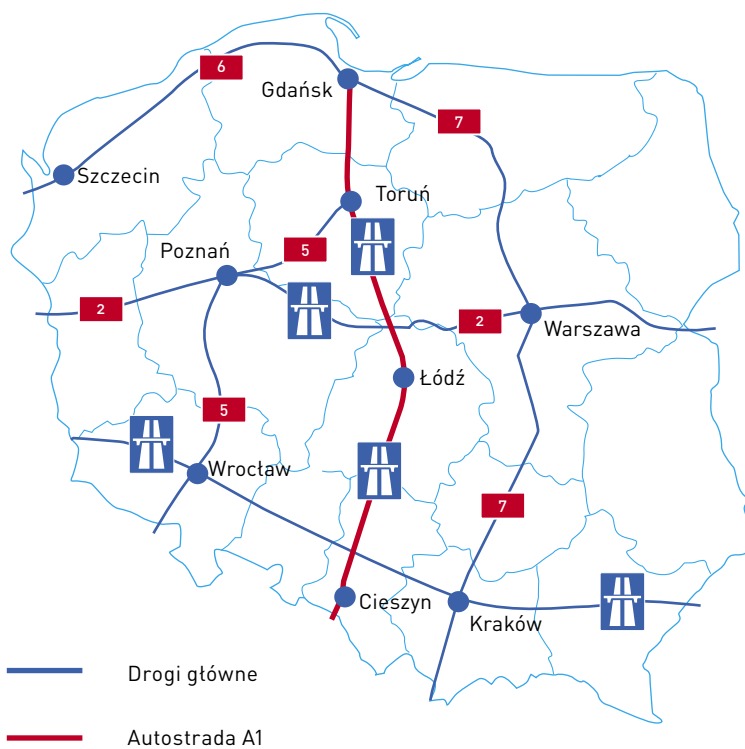 6
Gdańsk
7
Szczecin
Toruń
Poznań
5
2
2
Warszawa
Łódź
5
Wrocław
7
Cieszyn
Kraków
Drogi główne
Autostrada A1